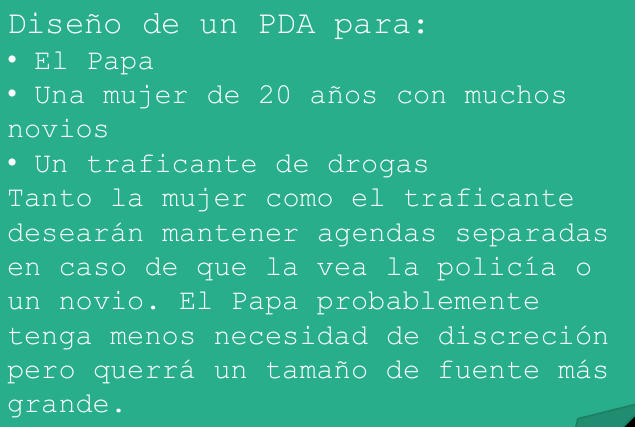 Diseño de un PDA para:
• El Papa
• Una mujer de 20 años con muchos
novios
• Un traficante de drogas
Tanto la mujer como el traficante
desearán mantener agendas separadas
en caso de que la vea la policía o
un novio. El Papa probablemente
tenga menos necesidad de discreción
pero querrá un tamaño de fuente más
grande.